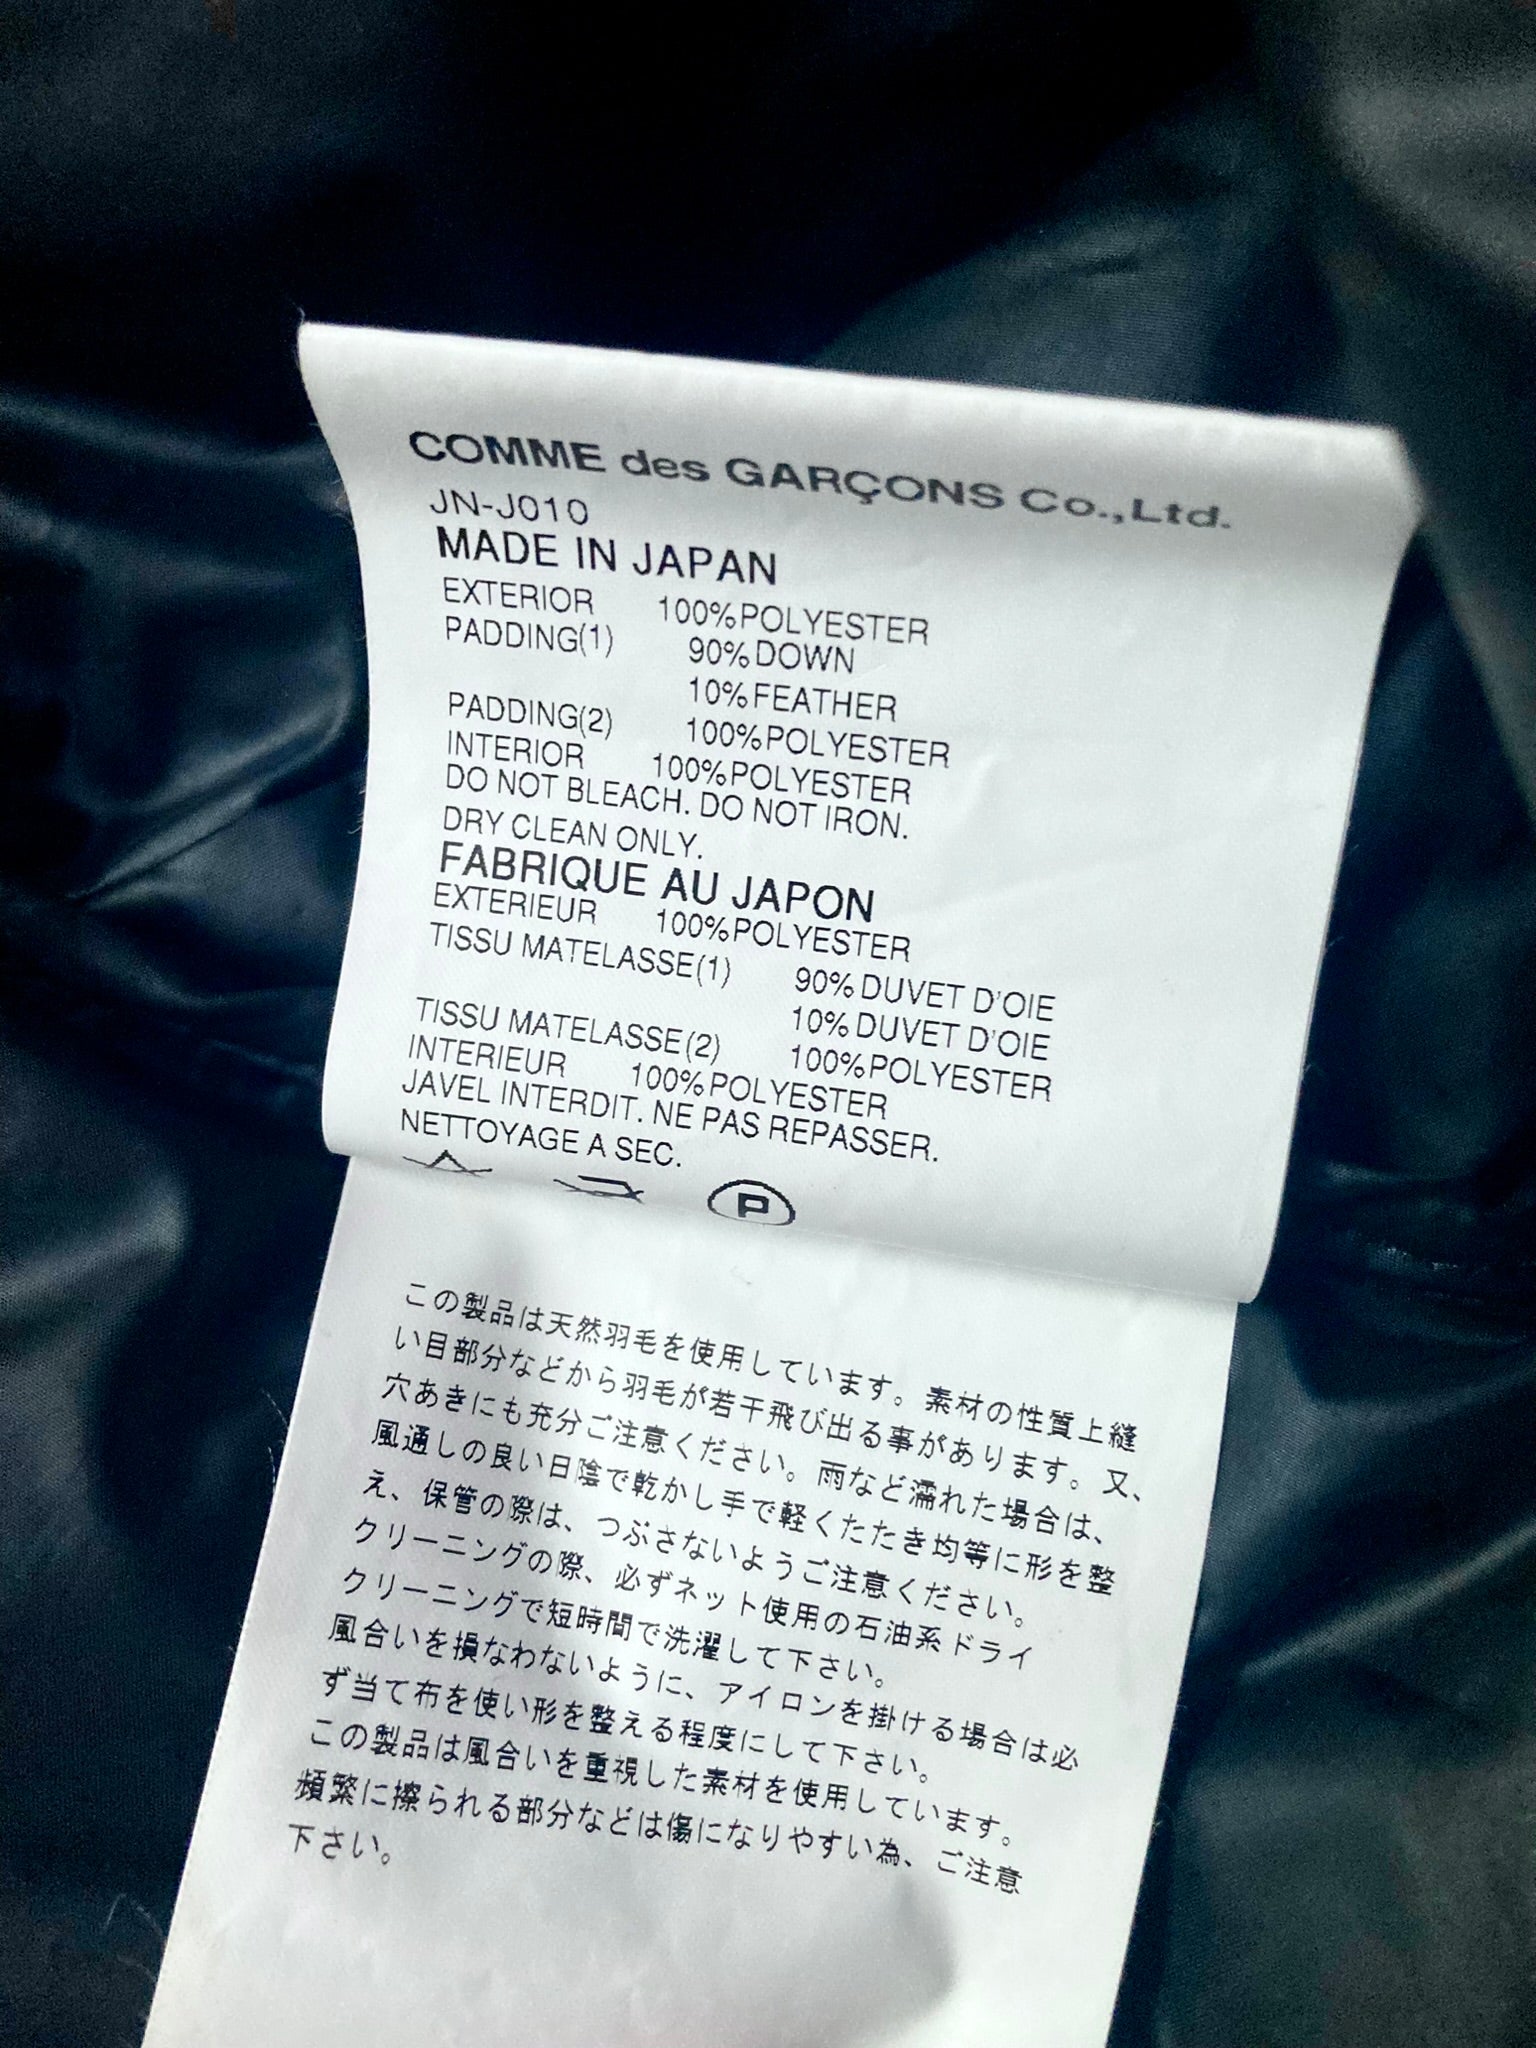 COMME des GARÇONS Co.,Ltd.
JN-J010
MADE IN JAPAN
EXTERIOR 100%POLYESTER
PADDING(1) 90%DOWN
10%FEATHER
PADDING(2) 100%POLYESTER
INTERIOR 100%POLYESTER
DO NOT BLEACH. DO NOT IRON.
DRY CLEAN ONLY.
FABRIQUE AU JAPON
EXTERIEUR 100%POLYESTER
TISSU MATELASSE(1) 90%DUVET D'OIE
10%DUVET D'OIE
TISSU MATELASSE(2) 100%POLYESTER
INTERIEUR 100%POLYESTER
JAVEL INTERDIT. NE PAS REPASSER.
NETTOYAGE A SEC.
P
この製品は天然羽毛を使用しています。素材の性質上縫
い目部分などから羽毛が若干飛び出る事があります。又、
穴あきにも充分ご注意ください。雨など濡れた場合は、
風通しの良い日陰で乾かし手で軽くたたき均等に形を整
え、保管の際は、つぶさないようご注意ください。
クリーニングの際、必ずネット使用の石油系ドライ
クリーニングで短時間で洗濯して下さい。
風合いを損なわないように、アイロンを掛ける場合は必
ず当て布を使い形を整える程度にして下さい。
この製品は風合いを重視した素材を使用しています。
頻繁に擦られる部分などは傷になりやすい為、ご注意
下さい。